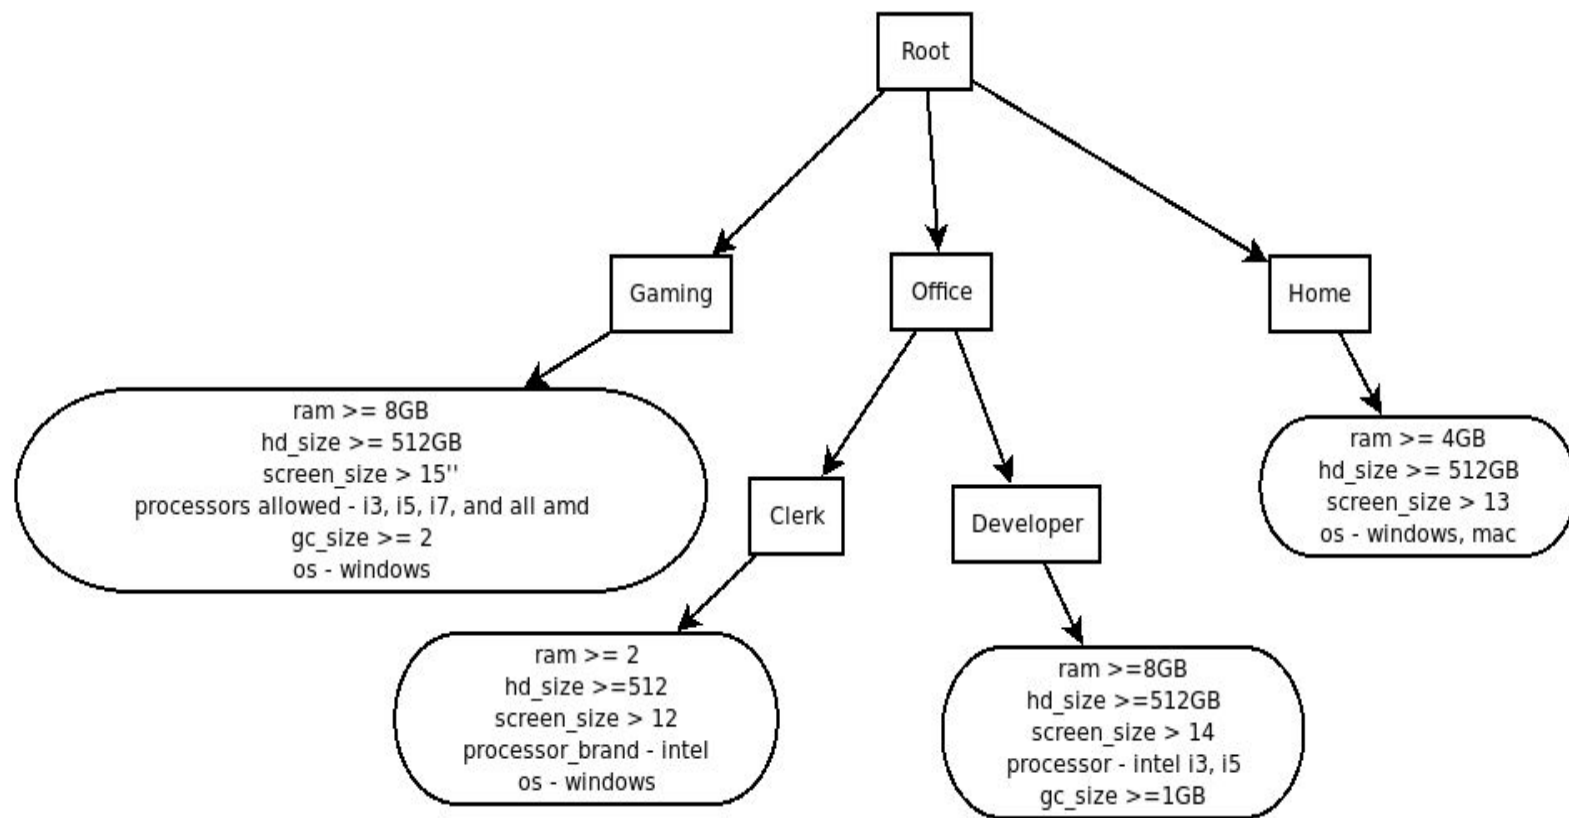 Root
Gaming
Office
Home
ram >= 8GB
hd_size >= 512GB
screen_size > 15''
processors allowed - i3, i5, i7, and all amd
gc_size >= 2
os - windows
Clerk
Developer
ram >= 4GB
hd_size >= 512GB
screen_size > 13
os - windows, mac
ram >= 2
hd_size >=512
screen_size > 12
processor_brand - intel
os - windows
ram >=8GB
hd_size >=512GB
screen_size > 14
processor - intel i3, i5
gc_size >=1GB